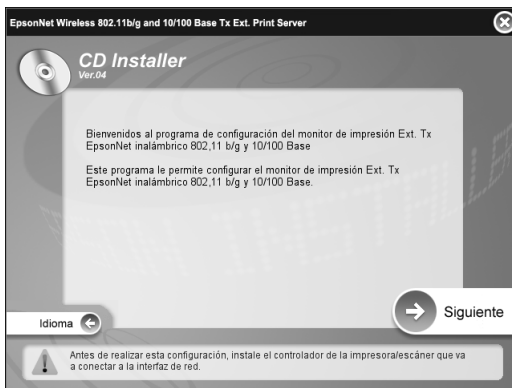 EpsonNet Wireless 802.11b/g and 10/100 Base Tx Ext. Print Server
CD Installer
Ver.04
Bienvenidos al programa de configuración del monitor de impresión Ext. Tx
EpsonNet inalámbrico 802,11 b/g y 10/100 Base
Este programa le permite configurar el monitor de impresión Ext. Tx
EpsonNet inalámbrico 802,11 b/g y 10/100 Base.
Siguiente
Idioma
Antes de realizar esta configuración, instale el controlador de la impresora/escáner que va
a conectar a la interfaz de red.